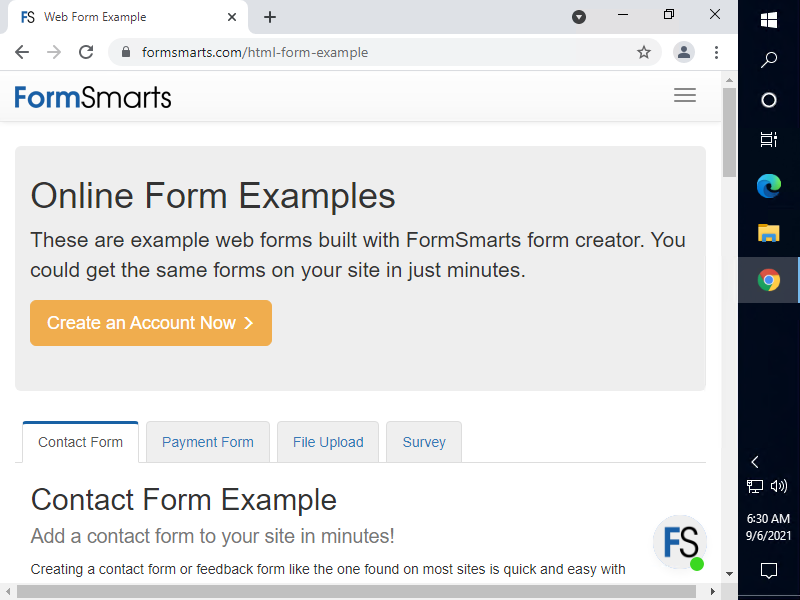 FS Web Form Example
formsmarts.com/html-form-example
FormSmarts
Online Form Examples
These are example web forms built with FormSmarts form creator. You
could get the same forms on your site in just minutes.
Create an Account Now
Contact Form
Payment Form
File Upload
Survey
Contact Form Example
Add a contact form to your site in minutes!
Creating a contact form or feedback form like the one found on most sites is quick and easy with
FS
6:30 AM
9/6/2021